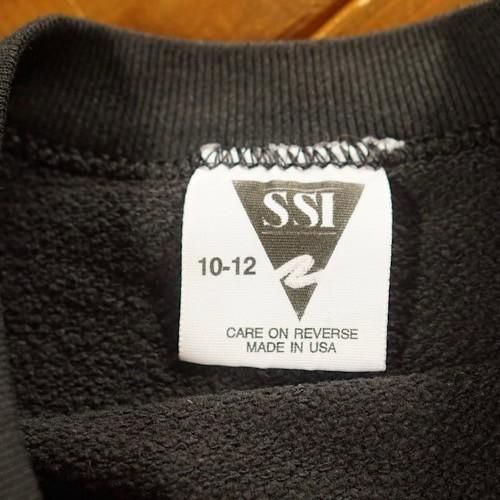 SSI
10-12
CARE ON REVERSE
MADE IN USA